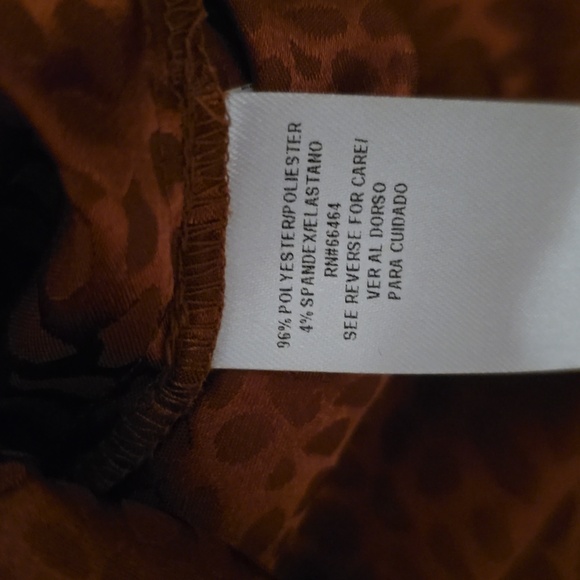 96% POLYESTER/POLIESTER
4% SPANDEX/ELASTANO
RN#66464
SEE REVERSE FOR CARE/
VER AL DORSO
PARA CUIDADO